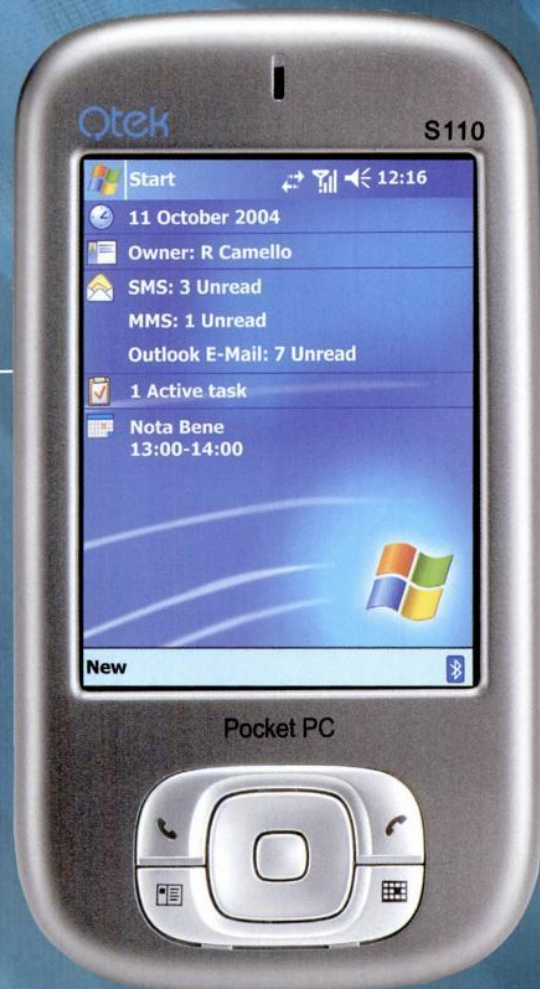 Qtek
S110
Start 12:16
11 October 2004
Owner: R Camello
SMS: 3 Unread
MMS: 1 Unread
Outlook E-Mail: 7 Unread
1 Active task
Nota Bene
13:00-14:00
New
Pocket PC